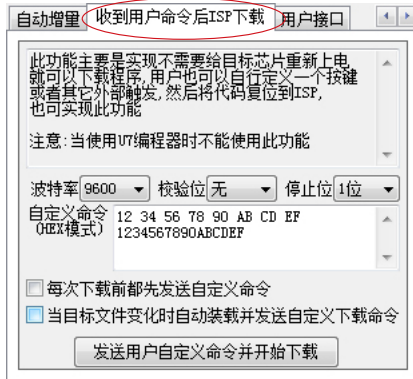 自动增量 收到用户命令后ISP下载 用户接口
此功能主要是实现不需要给目标芯片重新上电
就可以下载程序,用户也可以自行定义一个按键
或者其它外部触发,然后将代码复位到ISP,
也可实现此功能
注意:当使用U7编程器时不能使用此功能
波特率 9600 校验位 无 停止位 1位
自定义命令 12 34 56 78 90 AB CD EF
(HEX模式) 1234567890ABCDEF
每次下载前都先发送自定义命令
当目标文件变化时自动装载并发送自定义下载命令
发送用户自定义命令并开始下载